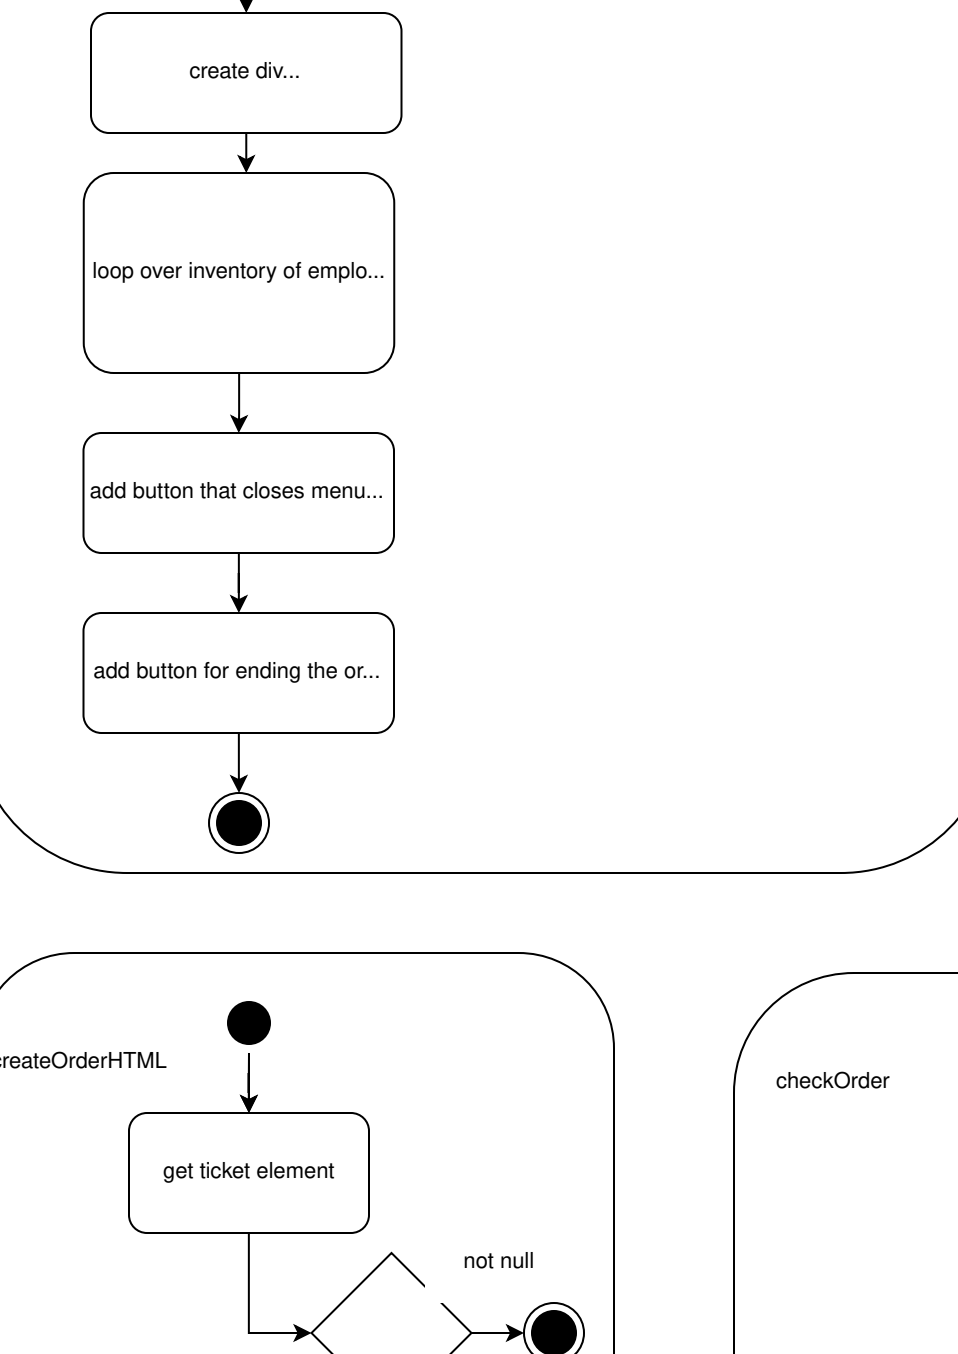 create div...
loop over inventory of emplo...
add button that closes menu...
add button for ending the or...
createOrderHTML
checkOrder
get ticket element
not null